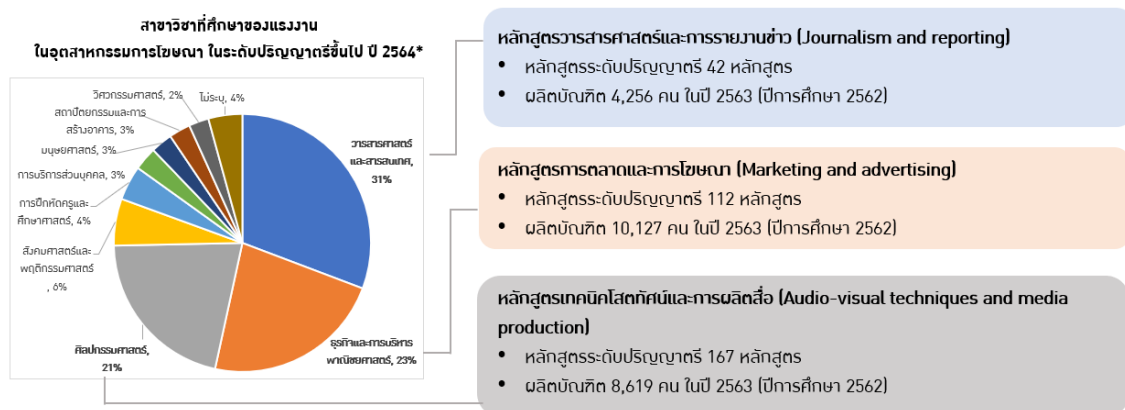 สาขาวิชาที่ศึกษาของแรงงาน
ในอุตสาหกรรมการโฆษณา ในระดับปริญญาตรีขึ้นไป ปี 2564*
วิศวกรรมศาสตร์, 2%
ไม่ระบุ, 4%
สถาปัตยกรรมและการ
สร้างอาคาร, 3%
มนุษยศาสตร์, 3%
การบริการส่วนบุคคล, 3%
การฝึกหัดครูและ
ศึกษาศาสตร์, 4%
สังคมศาสตร์และ
พฤติกรรมศาสตร์
, 6%
ศิลปกรรมศาสตร์,
21%
ธุรกิจและการบริหาร
พาณิชยศาสตร์, 23%
วารสารศาสตร์
และสารสนเทศ,
31%
หลักสูตรวารสารศาสตร์และการรายงานข่าว (Journalism and reporting)
• หลักสูตรระดับปริญญาตรี 42 หลักสูตร
• ผลิตบัณฑิต 4,256 คน ในปี 2563 (ปีการศึกษา 2562)
หลักสูตรการตลาดและการโฆษณา (Marketing and advertising)
• หลักสูตรระดับปริญญาตรี 112 หลักสูตร
• ผลิตบัณฑิต 10,127 คน ในปี 2563 (ปีการศึกษา 2562)
หลักสูตรเทคนิคโสตทัศน์และการผลิตสื่อ (Audio-visual techniques and media
production)
• หลักสูตรระดับปริญญาตรี 167 หลักสูตร
• ผลิตบัณฑิต 8,619 คน ในปี 2563 (ปีการศึกษา 2562)